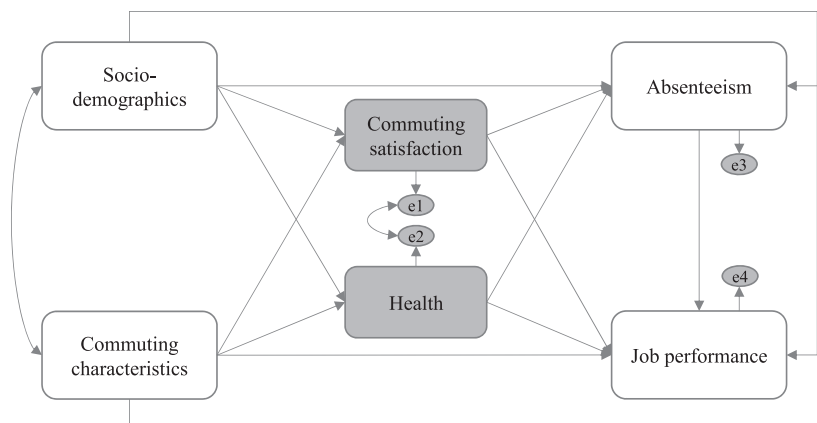 Socio-
demographics
Absenteeism
Commuting
satisfaction
e3
e1
e2
e4
Health
Commuting
characteristics
Job performance